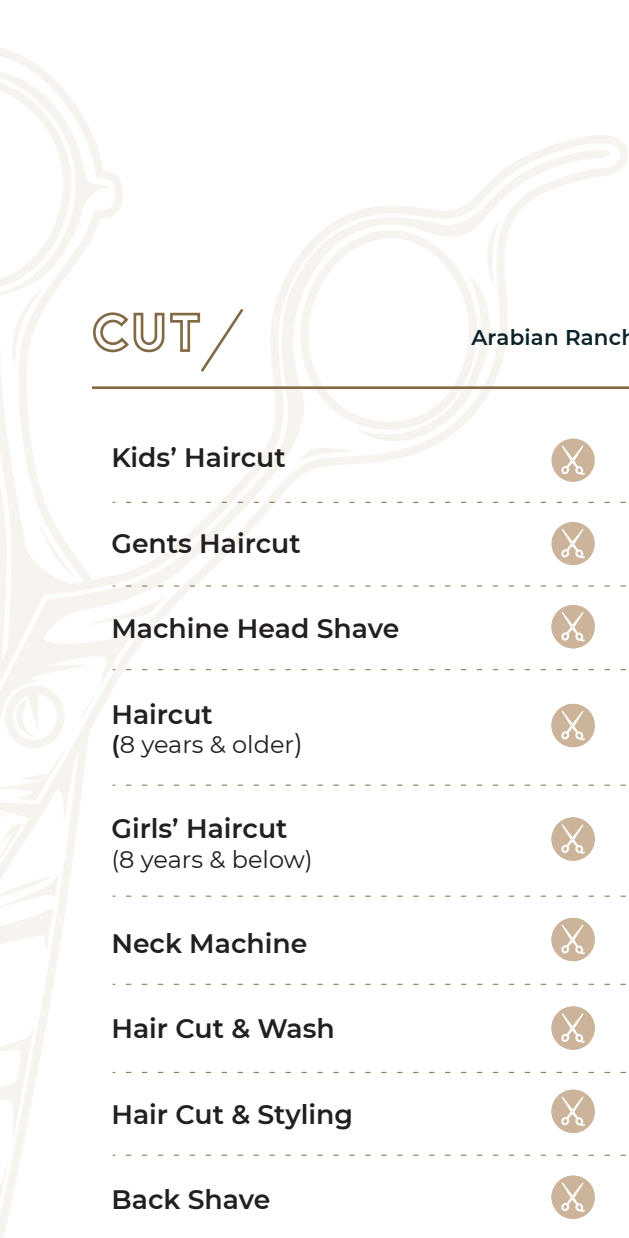 CUT/
Arabian Ranch
Kids’ Haircut
Gents Haircut
Machine Head Shave
Haircut
(8 years & older)
Girls’ Haircut
(8 years & below)
Neck Machine
Hair Cut & Wash
Hair Cut & Styling
Back Shave